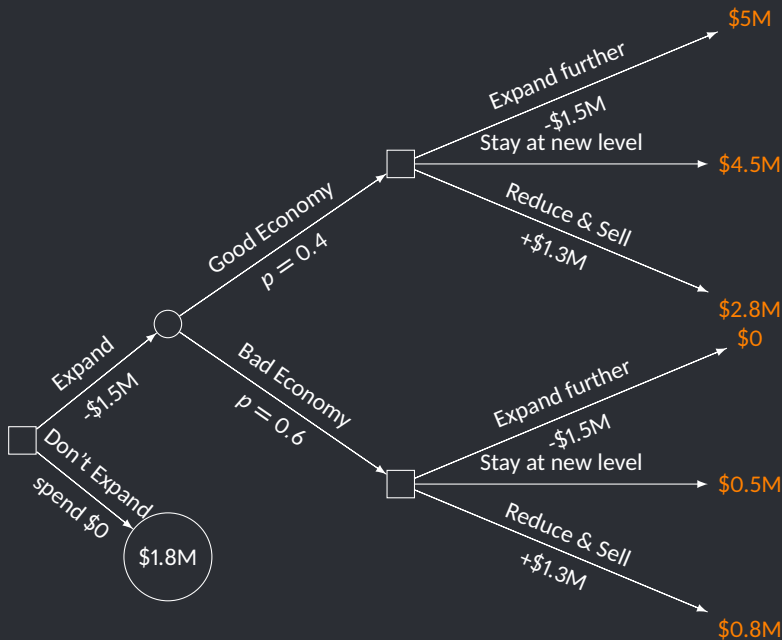 $5M
Expand further
-$1.5M
Stay at new level
$4.5M
Reduce & Sell
+$1.3M
$2.8M
Good Economy
p = 0.4
Expand
-$1.5M
Bad Economy
p = 0.6
$0
Expand further
-$1.5M
Stay at new level
$0.5M
Reduce & Sell
+$1.3M
$0.8M
Don't Expand
spend $0
$1.8M